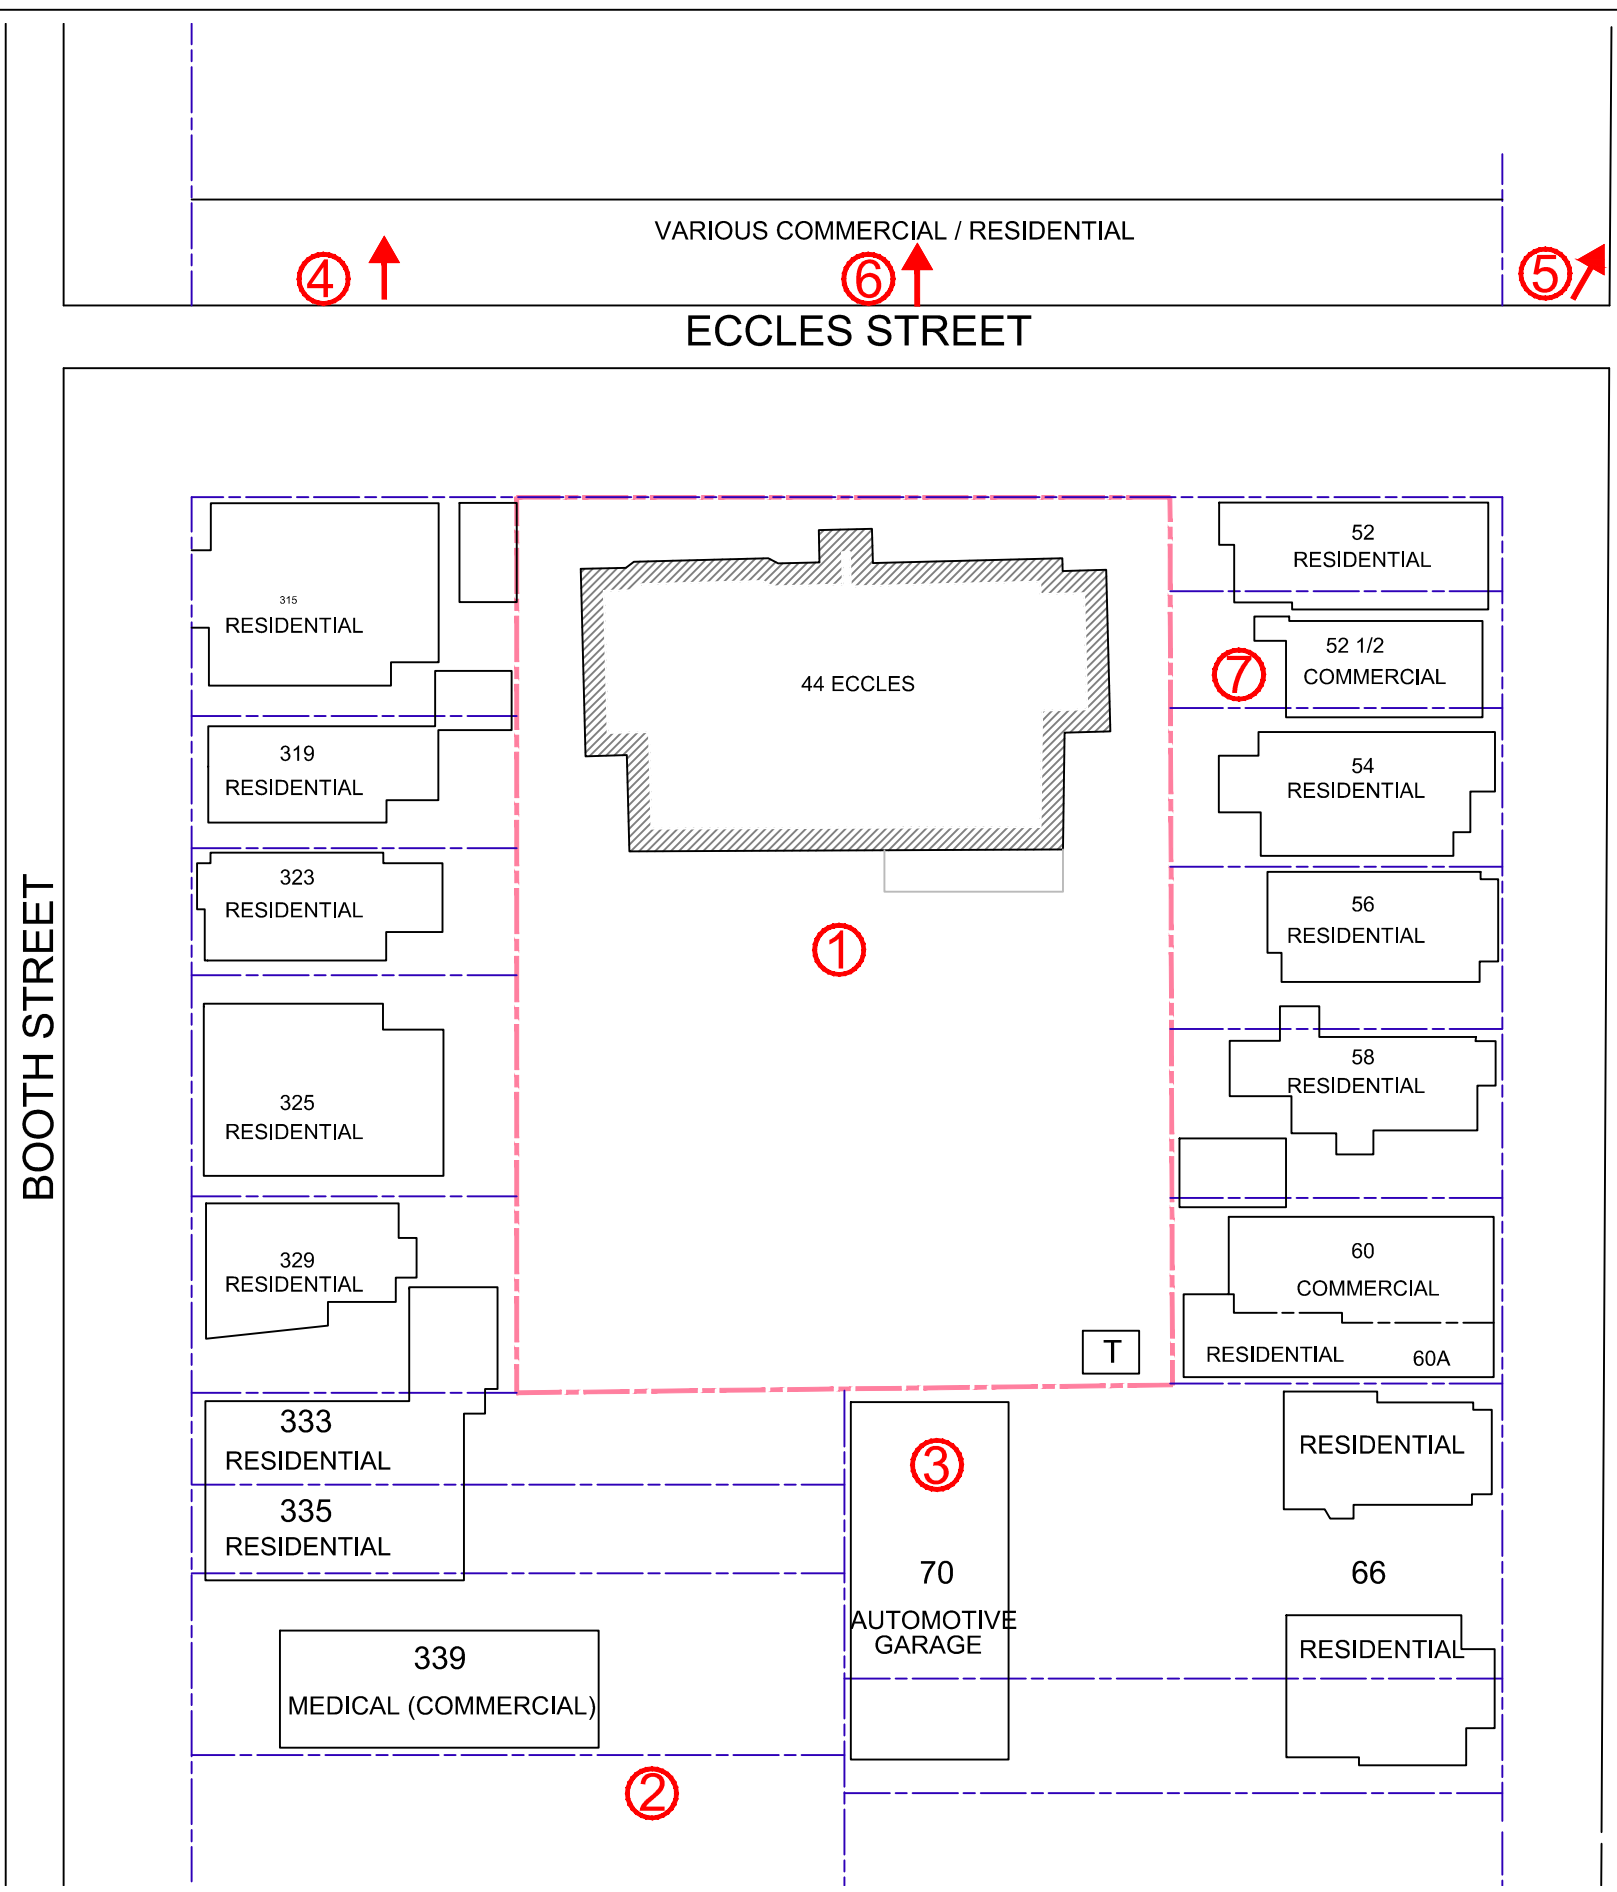 VARIOUS COMMERCIAL / RESIDENTIAL
4
6
5
ECCLES STREET
BOOTH STREET
315
RESIDENTIAL
319
RESIDENTIAL
323
RESIDENTIAL
325
RESIDENTIAL
329
RESIDENTIAL
333
RESIDENTIAL
335
RESIDENTIAL
339
MEDICAL (COMMERCIAL)
2
44 ECCLES
1
T
3
70
AUTOMOTIVE
GARAGE
52
RESIDENTIAL
7
52 1/2
COMMERCIAL
54
RESIDENTIAL
56
RESIDENTIAL
58
RESIDENTIAL
60
COMMERCIAL
RESIDENTIAL 60A
RESIDENTIAL
66
RESIDENTIAL